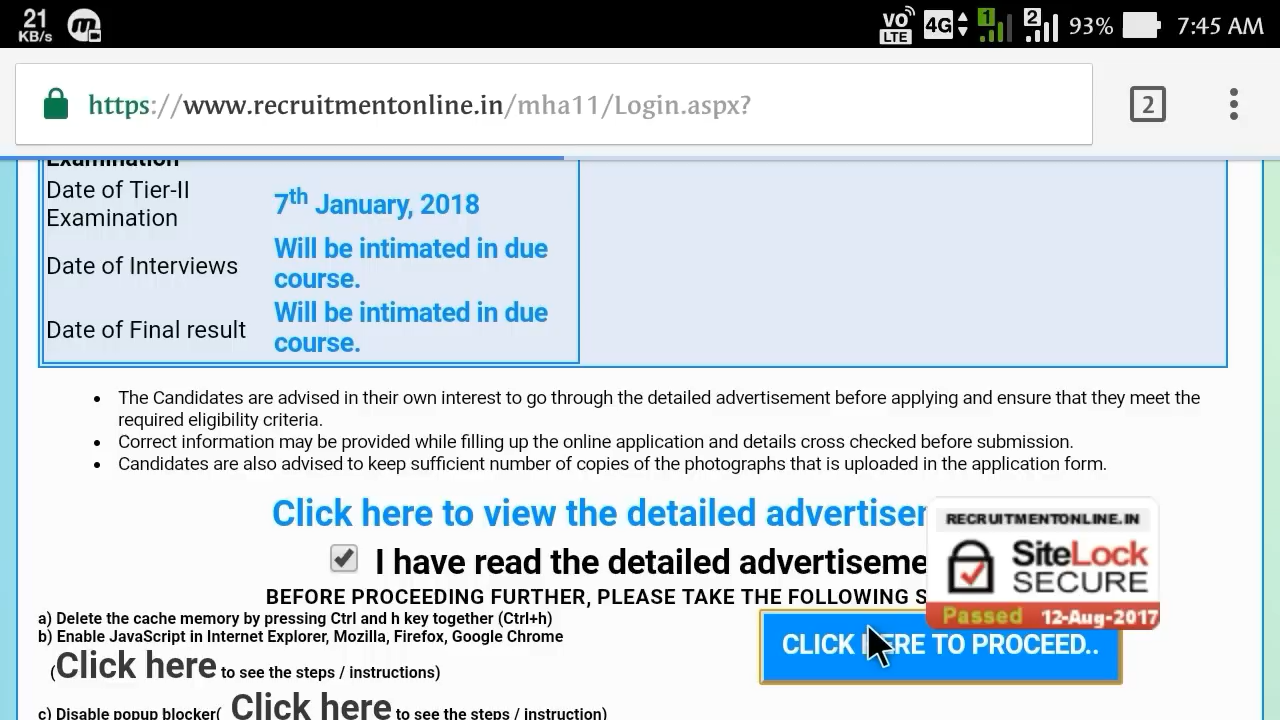 21
KB/s
VO
LTE
4G
1
2
93%
7:45 AM
https://www.recruitmentonline.in/mha11/Login.aspx?
2
Examination
Date of Tier-II
Examination
7th January, 2018
Date of Interviews
Will be intimated in due
course.
Date of Final result
Will be intimated in due
course.
• The Candidates are advised in their own interest to go through the detailed advertisement before applying and ensure that they meet the
required eligibility criteria.
• Correct information may be provided while filling up the online application and details cross checked before submission.
• Candidates are also advised to keep sufficient number of copies of the photographs that is uploaded in the application form.
Click here to view the detailed advertise
RECRUITMENTONLINE.IN
SiteLock
SECURE
Passed 12-Aug-2017
I have read the detailed advertiseme
BEFORE PROCEEDING FURTHER, PLEASE TAKE THE FOLLOWING S
a) Delete the cache memory by pressing Ctrl and h key together (Ctrl+h)
b) Enable JavaScript in Internet Explorer, Mozilla, Firefox, Google Chrome
(Click here to see the steps / instructions)
CLICK HERE TO PROCEED..
c) Disable popup blocker( Click here to see the steps / instruction)